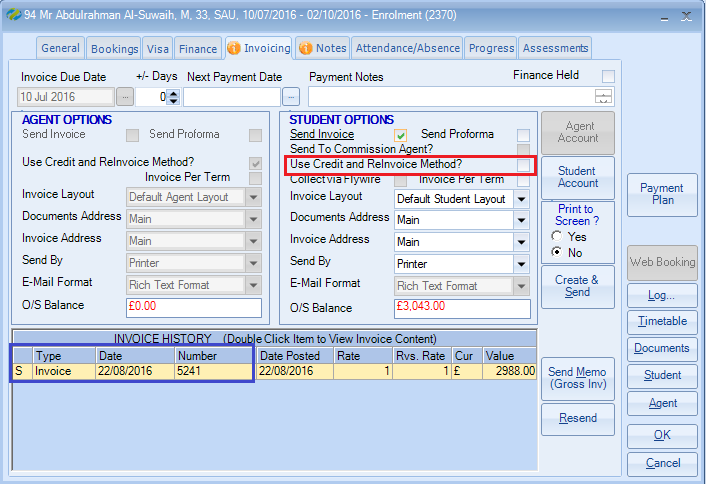 94 Mr Abdulrahman Al-Suwaih, M, 33, SAU, 10/07/2016 - 02/10/2016 - Enrolment (2370)
General Bookings Visa Finance Invoicing Notes Attendance/Absence Progress Assessments
Invoice Due Date +/- Days Next Payment Date Payment Notes Finance Held
10 Jul 2016 ... 0 ...
AGENT OPTIONS
Send Invoice Send Proforma
Use Credit and ReInvoice Method?
Invoice Per Term
Invoice Layout Default Agent Layout
Documents Address Main
Invoice Address Main
Send By Printer
E-Mail Format Rich Text Format
O/S Balance £0.00
STUDENT OPTIONS
Send Invoice Send Proforma
Send To Commission Agent?
Use Credit and ReInvoice Method?
Collect via Flywire Invoice Per Term
Invoice Layout Default Student Layout
Documents Address Main
Invoice Address Main
Send By Printer
E-Mail Format Rich Text Format
O/S Balance £3,043.00
Agent
Account
Student
Account
Print to
Screen ?
Yes
No
Create &
Send
INVOICE HISTORY (Double Click Item to View Invoice Content)
Type Date Number Date Posted Rate Rvs. Rate Cur Value
S Invoice 22/08/2016 5241 22/08/2016 1 1 £ 2988.00
Send Memo
(Gross Inv)
Resend
Payment
Plan
Web Booking
Log...
Timetable
Documents
Student
Agent
OK
Cancel